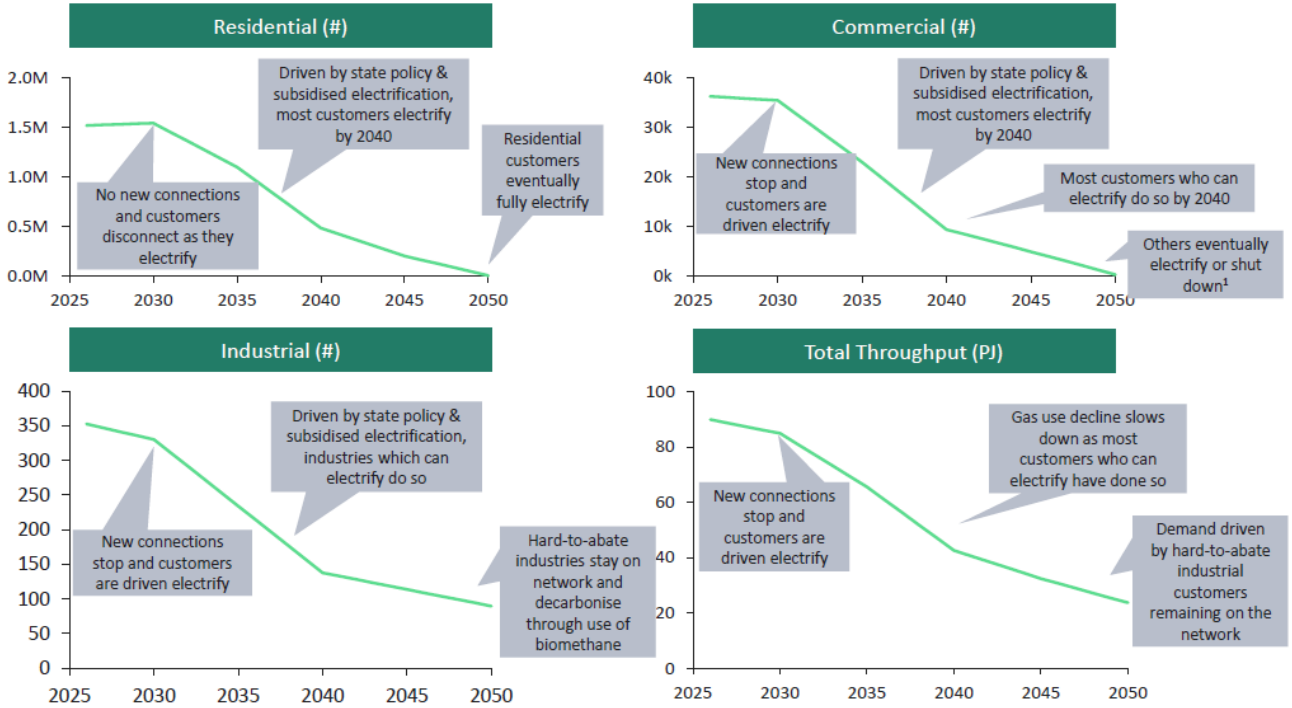 Residential (#)
2.0M
1.5M
1.0M
0.5M
0.0M
2025 2030 2035 2040 2045 2050
Driven by state policy &
subsidised electrification,
most customers electrify
by 2040
No new connections
and customers
disconnect as they
electrify
Residential
customers
eventually
fully electrify
Commercial (#)
40k
30k
20k
10k
0k
2025 2030 2035 2040 2045 2050
Driven by state policy &
subsidised electrification,
most customers electrify
by 2040
New connections
stop and
customers are
driven electrify
Most customers who can
electrify do so by 2040
Others eventually
electrify or shut
down¹
Industrial (#)
400
350
300
250
200
150
100
50
0
2025 2030 2035 2040 2045 2050
Driven by state policy &
subsidised electrification,
industries which can
electrify do so
New connections
stop and customers
are driven electrify
Hard-to-abate
industries stay on
network and
decarbonise
through use of
biomethane
Total Throughput (PJ)
100
80
60
40
20
0
2025 2030 2035 2040 2045 2050
Gas use decline slows
down as most
customers who can
electrify have done so
New connections
stop and
customers are
driven electrify
Demand driven
by hard-to-abate
industrial
customers
remaining on the
network